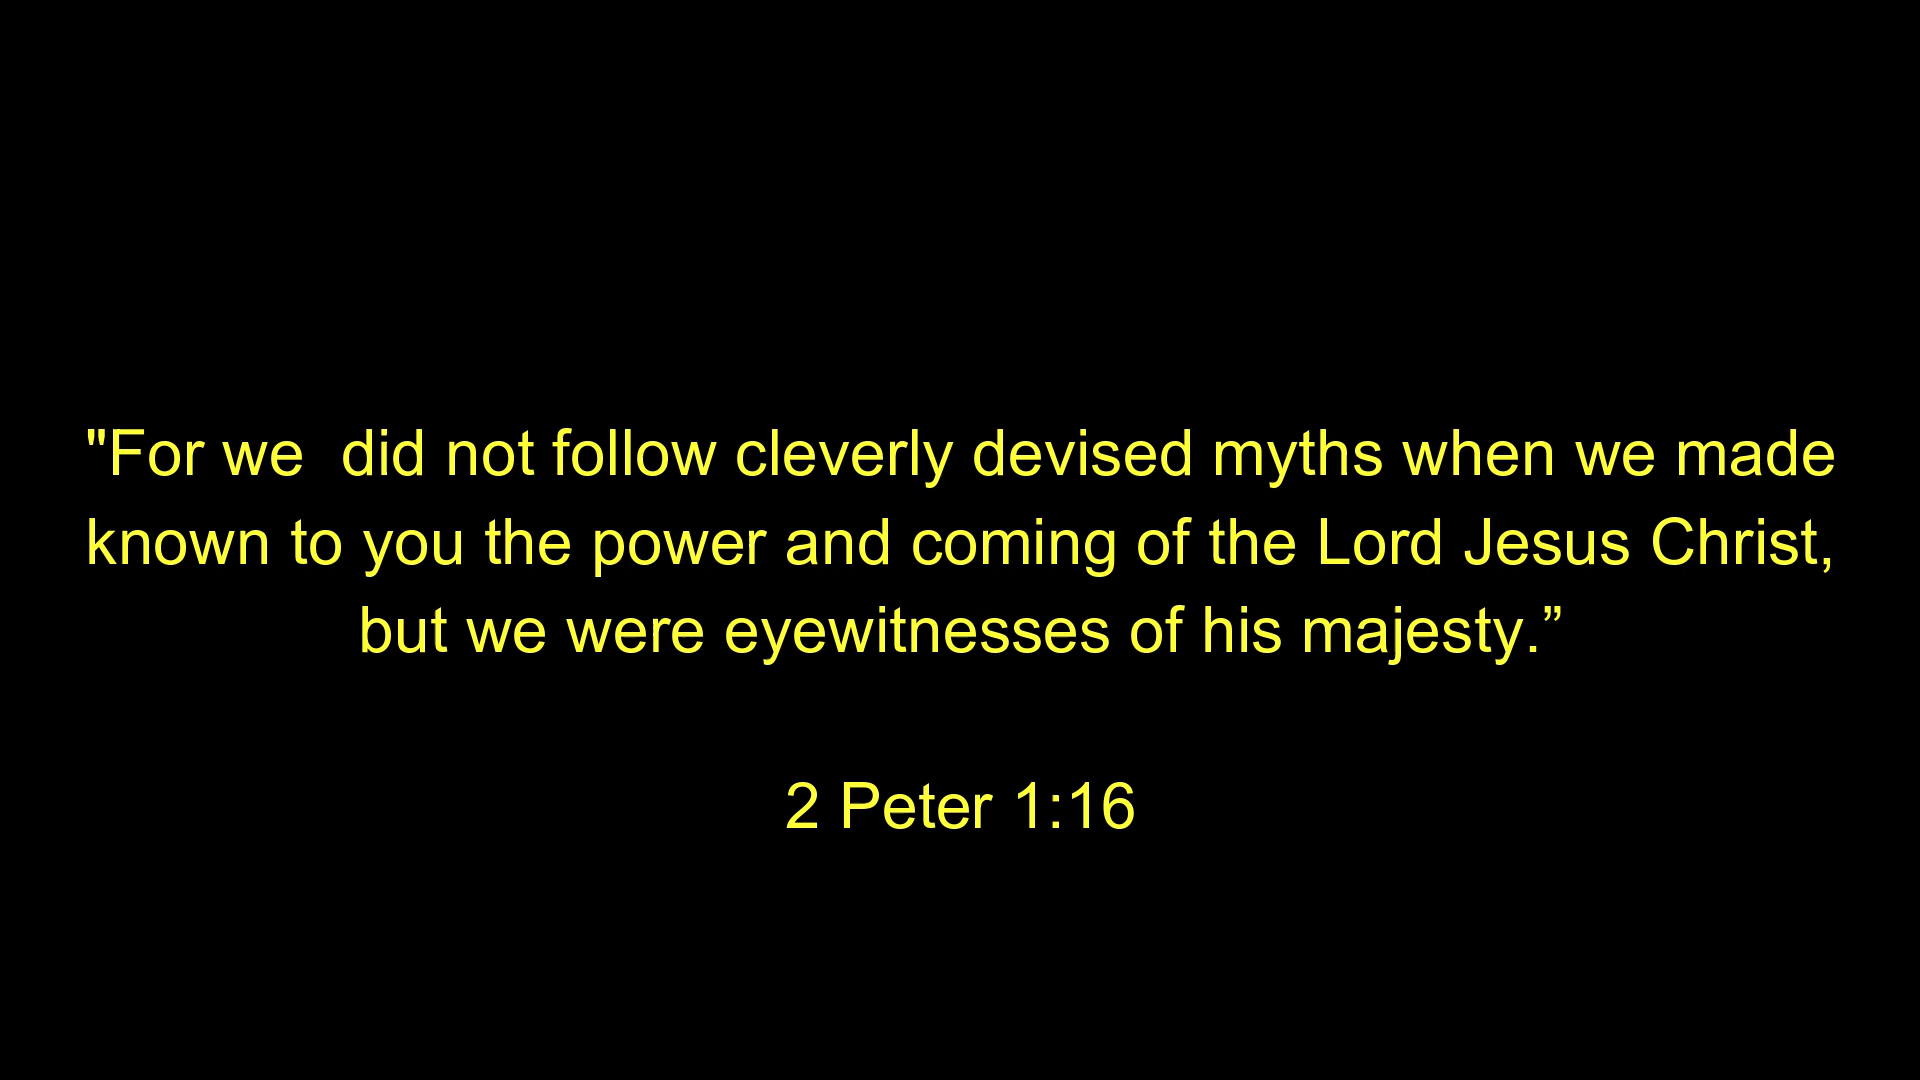 "For we  did not follow cleverly devised myths when we made
known to you the power and coming of the Lord Jesus Christ,
but we were eyewitnesses of his majesty.”
2 Peter 1:16